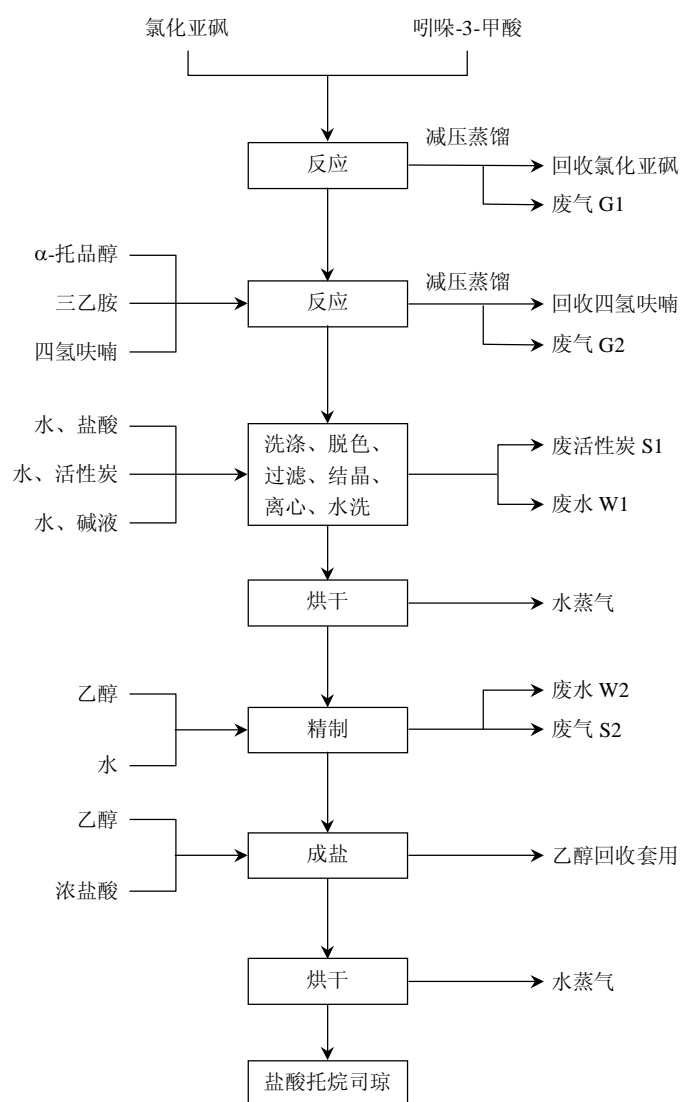 氯化亚砜
吲哚-3-甲酸
减压蒸馏
反应
回收氯化亚砜
废气 G1
α-托品醇
三乙胺
四氢呋喃
减压蒸馏
反应
回收四氢呋喃
废气 G2
水、盐酸
水、活性炭
水、碱液
洗涤、脱色、
过滤、结晶、
离心、水洗
废活性炭 S1
废水 W1
烘干
水蒸气
乙醇
水
精制
废水 W2
废气 S2
乙醇
浓盐酸
成盐
乙醇回收套用
烘干
水蒸气
盐酸托烷司琼